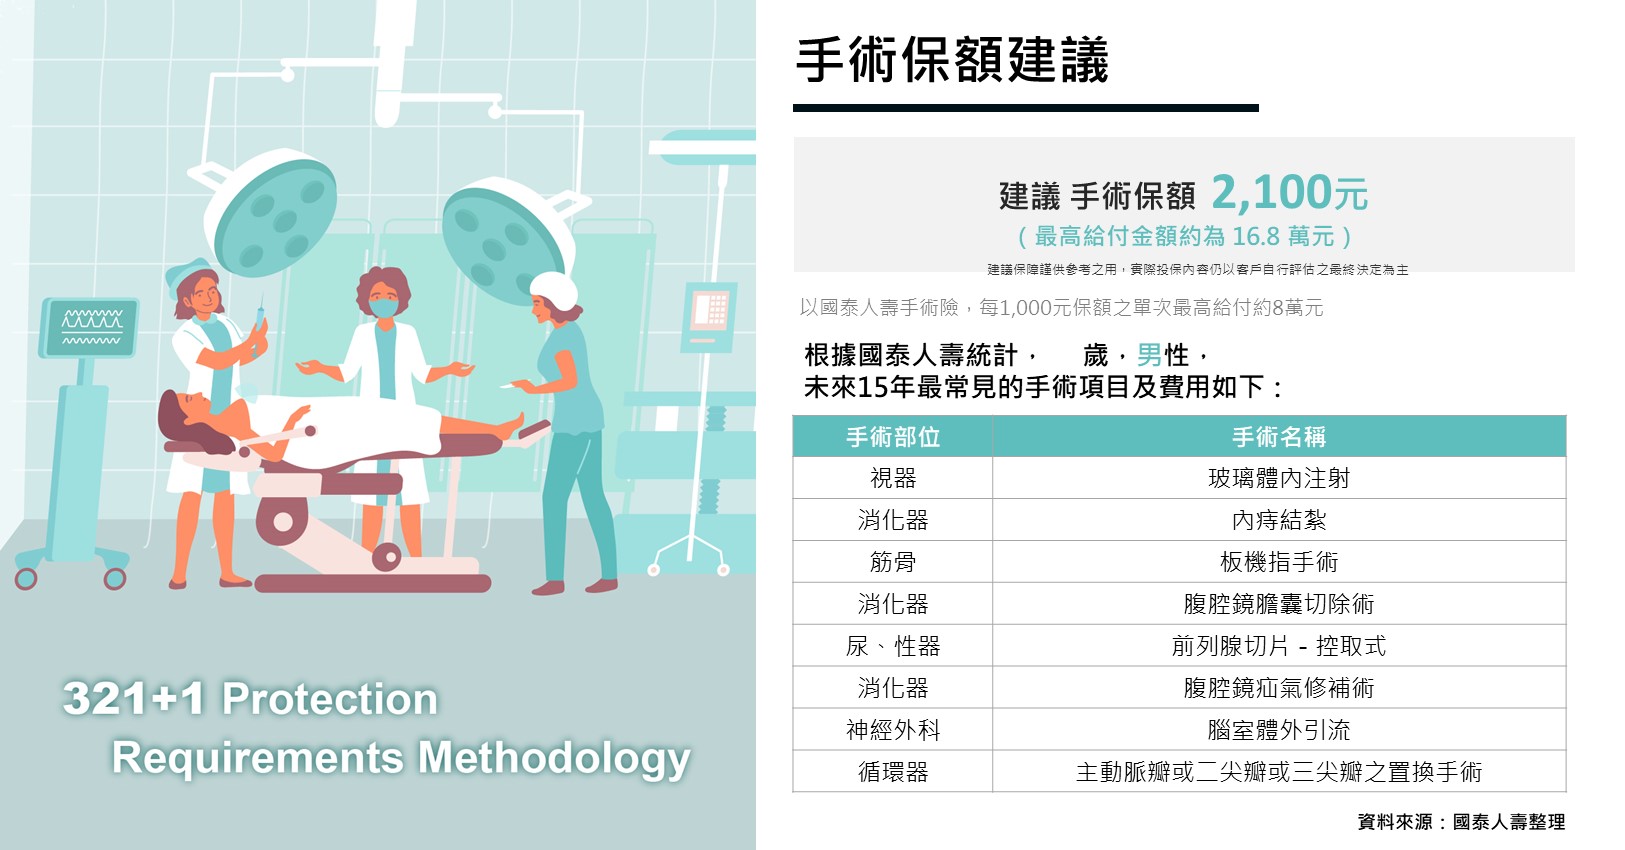 手術保額建議
建議 手術保額 2,100元
( 最高給付金額約為 16.8 萬元 )
建議保障謹供參考之用，實際投保內容仍以客戶自行評估之最終決定為主
以國泰人壽手術險，每1,000元保額之單次最高給付約8萬元
根據國泰人壽統計， 歲，男性，
未來15年最常見的手術項目及費用如下：
手術部位 手術名稱
視器 玻璃體內注射
消化器 內痔結紮
筋骨 板機指手術
消化器 腹腔鏡膽囊切除術
尿、性器 前列腺切片 - 控取式
消化器 腹腔鏡疝氣修補術
神經外科 腦室體外引流
循環器 主動脈瓣或二尖瓣或三尖瓣之置換手術
資料來源：國泰人壽整理
321+1 Protection
Requirements Methodology